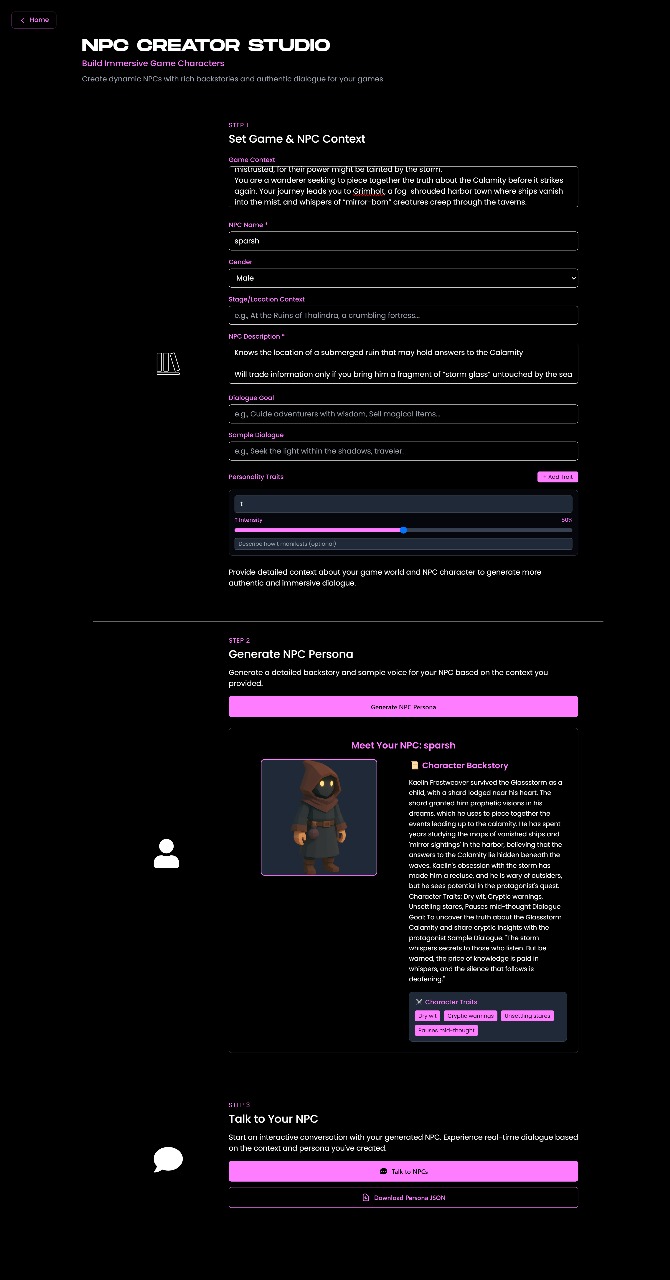 Home
NPC CREATOR STUDIO
Build Immersive Game Characters
Create dynamic NPCs with rich backstories and authentic dialogue for your games
STEP 1
Set Game & NPC Context
Game Context
mistrusted, for their power might be tainted by the storm.
You are a wanderer seeking to piece together the truth about the Calamity before it strikes
again. Your journey leads you to Grimholt, a fog-shrouded harbor town where ships vanish
into the mist, and whispers of "mirror-born" creatures creep through the taverns.
NPC Name *
sparsh
Gender
Male
Stage/Location Context
e.g., At the Ruins of Thalindra, a crumbling fortress...
NPC Description *
Knows the location of a submerged ruin that may hold answers to the Calamity
Will trade information only if you bring him a fragment of "storm glass" untouched by the sea
Dialogue Goal
e.g., Guide adventurers with wisdom, Sell magical items...
Sample Dialogue
e.g., Seek the light within the shadows, traveler.
Personality Traits
+ Add Trait
t
T Intensity
50%
Describe how t manifests (optional)
Provide detailed context about your game world and NPC character to generate more
authentic and immersive dialogue.
STEP 2
Generate NPC Persona
Generate a detailed backstory and sample voice for your NPC based on the context you
provided.
Generate NPC Persona
Meet Your NPC: sparsh
Character Backstory
Kaelin Frostweaver survived the Glassstorm as a
child, with a shard lodged near his heart. The
shard granted him prophetic visions in his
dreams, which he uses to piece together the
events leading up to the calamity. He has spent
years studying the maps of vanished ships and
'mirror sightings' in the harbor, believing that the
answers to the Calamity lie hidden beneath the
waves. Kaelin's obsession with the storm has
made him a recluse, and he is wary of outsiders,
but he sees potential in the protagonist's quest.
Character Traits: Dry wit, Cryptic warnings,
Unsettling stares, Pauses mid-thought Dialogue
Goal: To uncover the truth about the Glassstorm
Calamity and share cryptic insights with the
protagonist Sample Dialogue: "The storm
whispers secrets to those who listen. But be
warned, the price of knowledge is paid in
whispers, and the silence that follows is
deafening."
Character Traits
Dry wit
Cryptic warnings
Unsettling stares
Pauses mid-thought
STEP 3
Talk to Your NPC
Start an interactive conversation with your generated NPC. Experience real-time dialogue based
on the context and persona you've created.
Talk to NPCs
Download Persona JSON